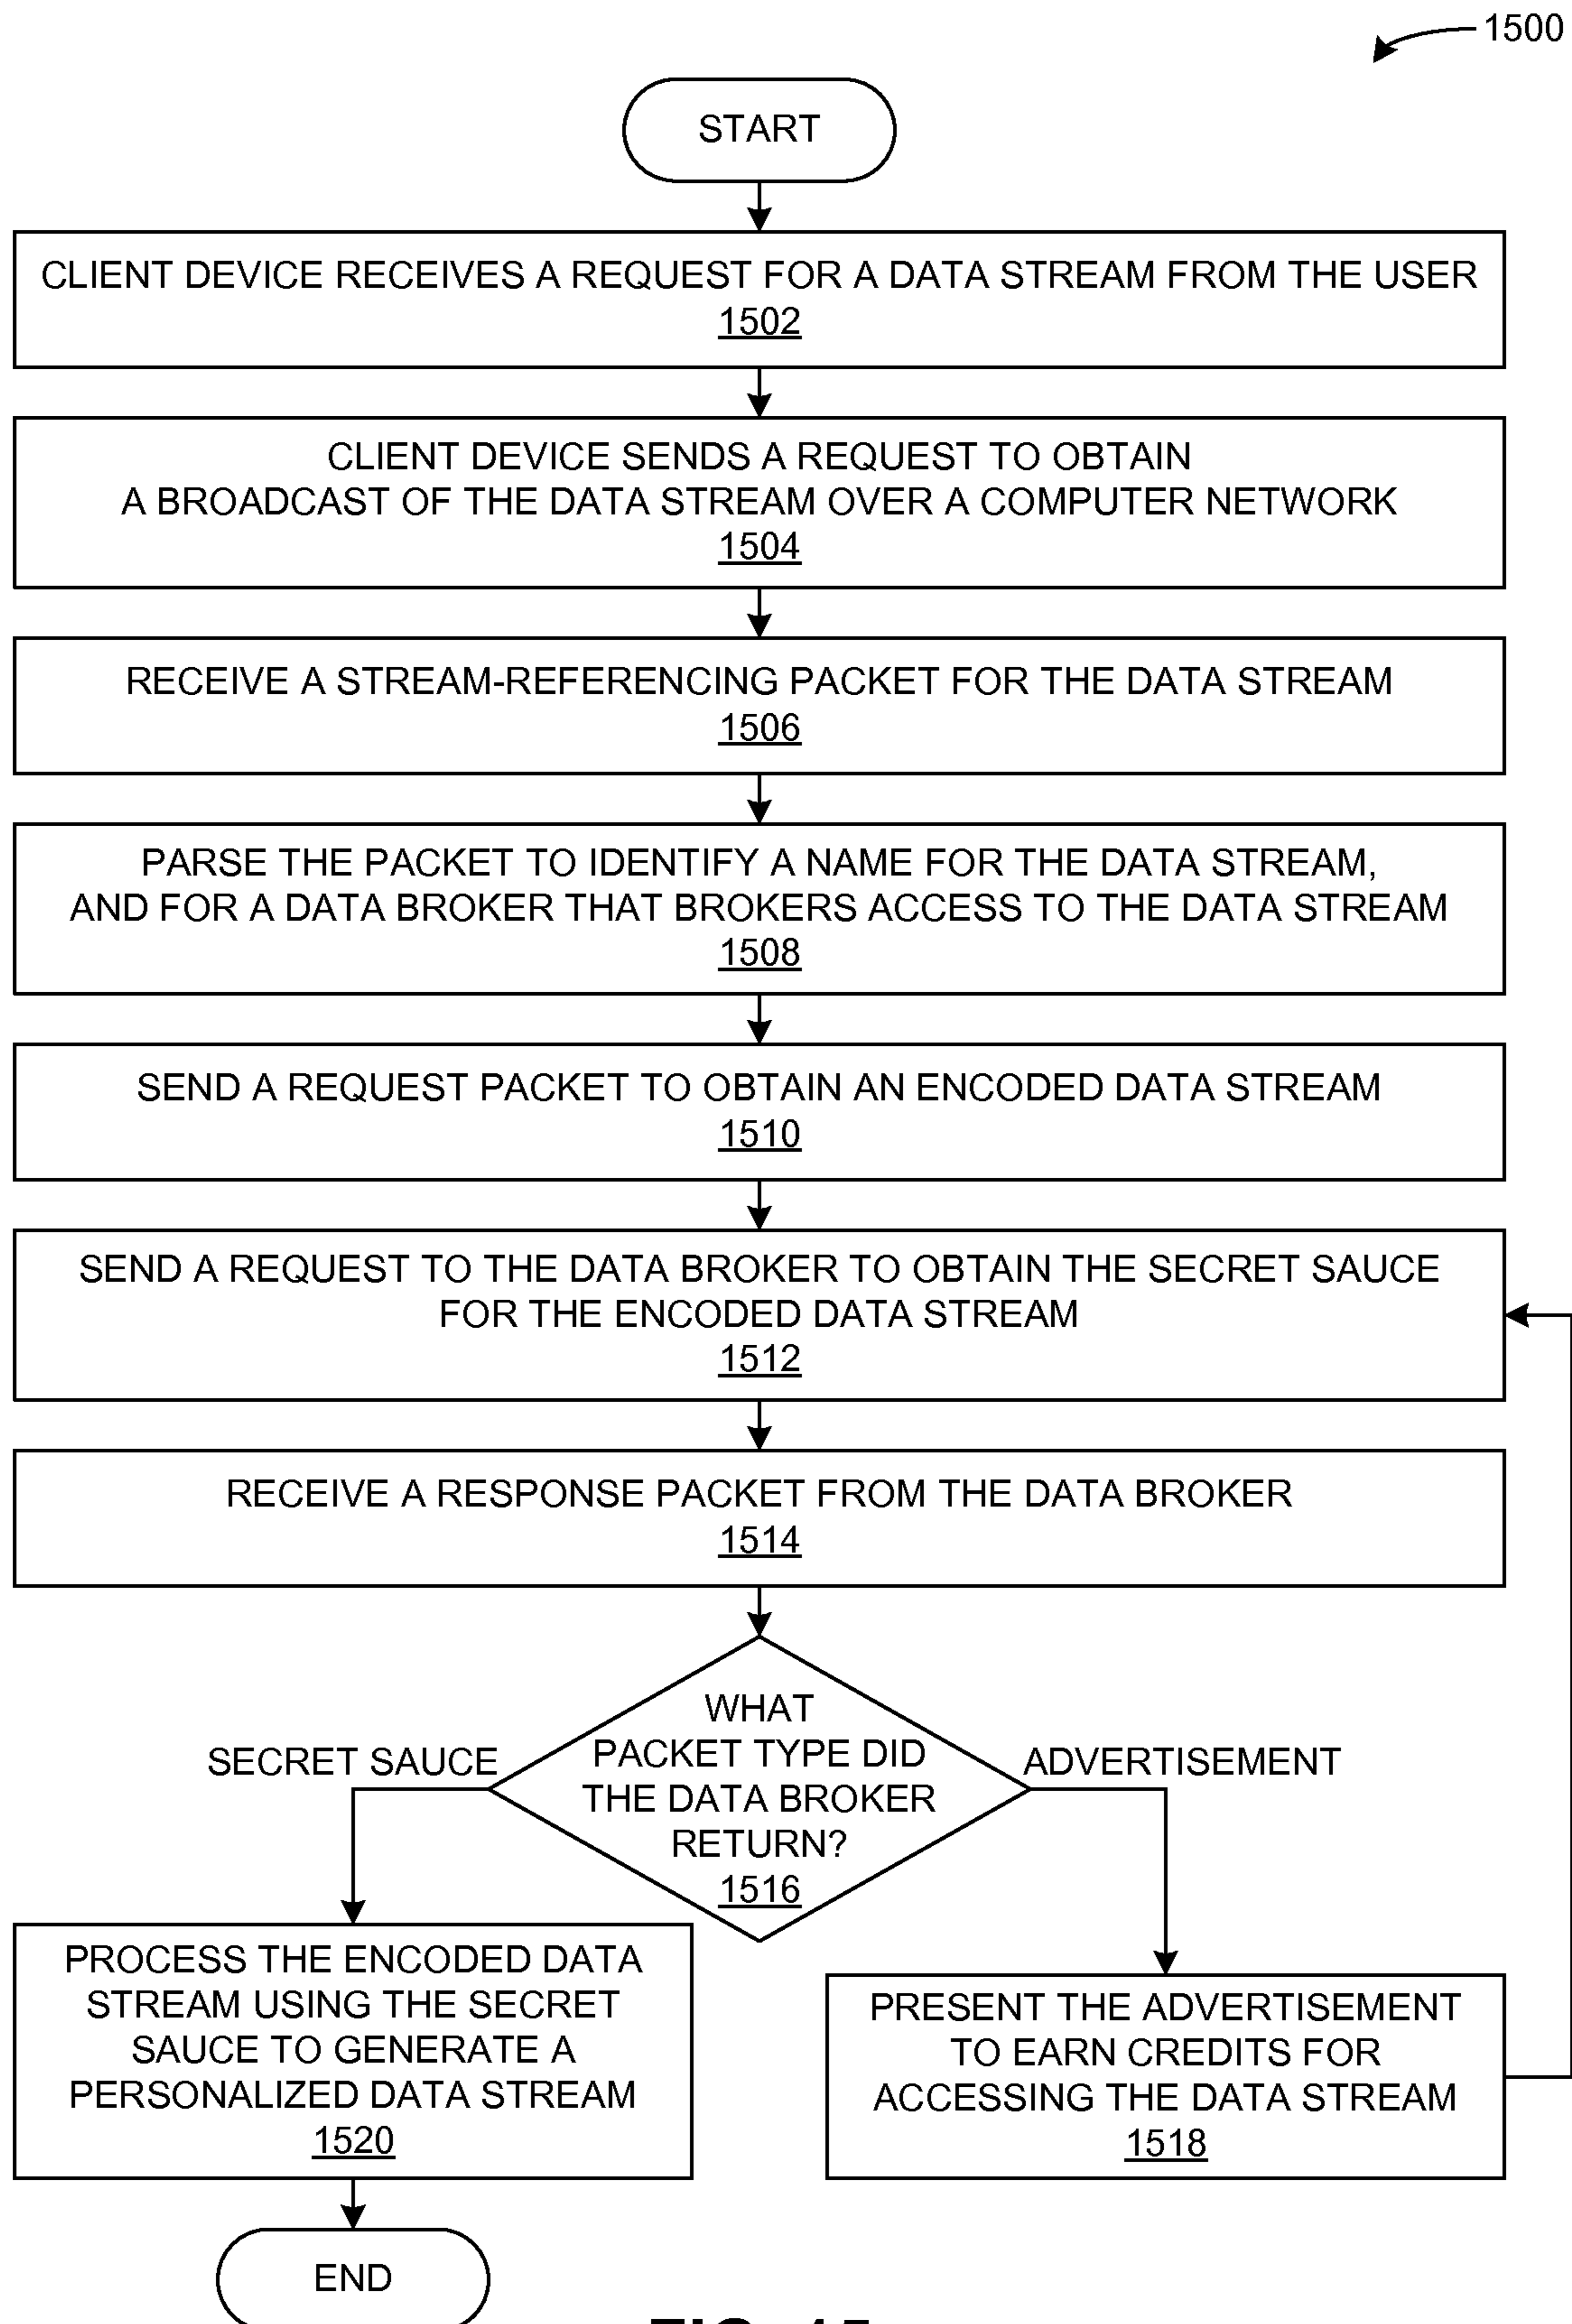 1500
START
CLIENT DEVICE RECEIVES A REQUEST FOR A DATA STREAM FROM THE USER
1502
CLIENT DEVICE SENDS A REQUEST TO OBTAIN
A BROADCAST OF THE DATA STREAM OVER A COMPUTER NETWORK
1504
RECEIVE A STREAM-REFERENCING PACKET FOR THE DATA STREAM
1506
PARSE THE PACKET TO IDENTIFY A NAME FOR THE DATA STREAM,
AND FOR A DATA BROKER THAT BROKERS ACCESS TO THE DATA STREAM
1508
SEND A REQUEST PACKET TO OBTAIN AN ENCODED DATA STREAM
1510
SEND A REQUEST TO THE DATA BROKER TO OBTAIN THE SECRET SAUCE
FOR THE ENCODED DATA STREAM
1512
RECEIVE A RESPONSE PACKET FROM THE DATA BROKER
1514
WHAT
PACKET TYPE DID
THE DATA BROKER
RETURN?
1516
SECRET SAUCE
ADVERTISEMENT
PROCESS THE ENCODED DATA
STREAM USING THE SECRET
SAUCE TO GENERATE A
PERSONALIZED DATA STREAM
1520
PRESENT THE ADVERTISEMENT
TO EARN CREDITS FOR
ACCESSING THE DATA STREAM
1518
END